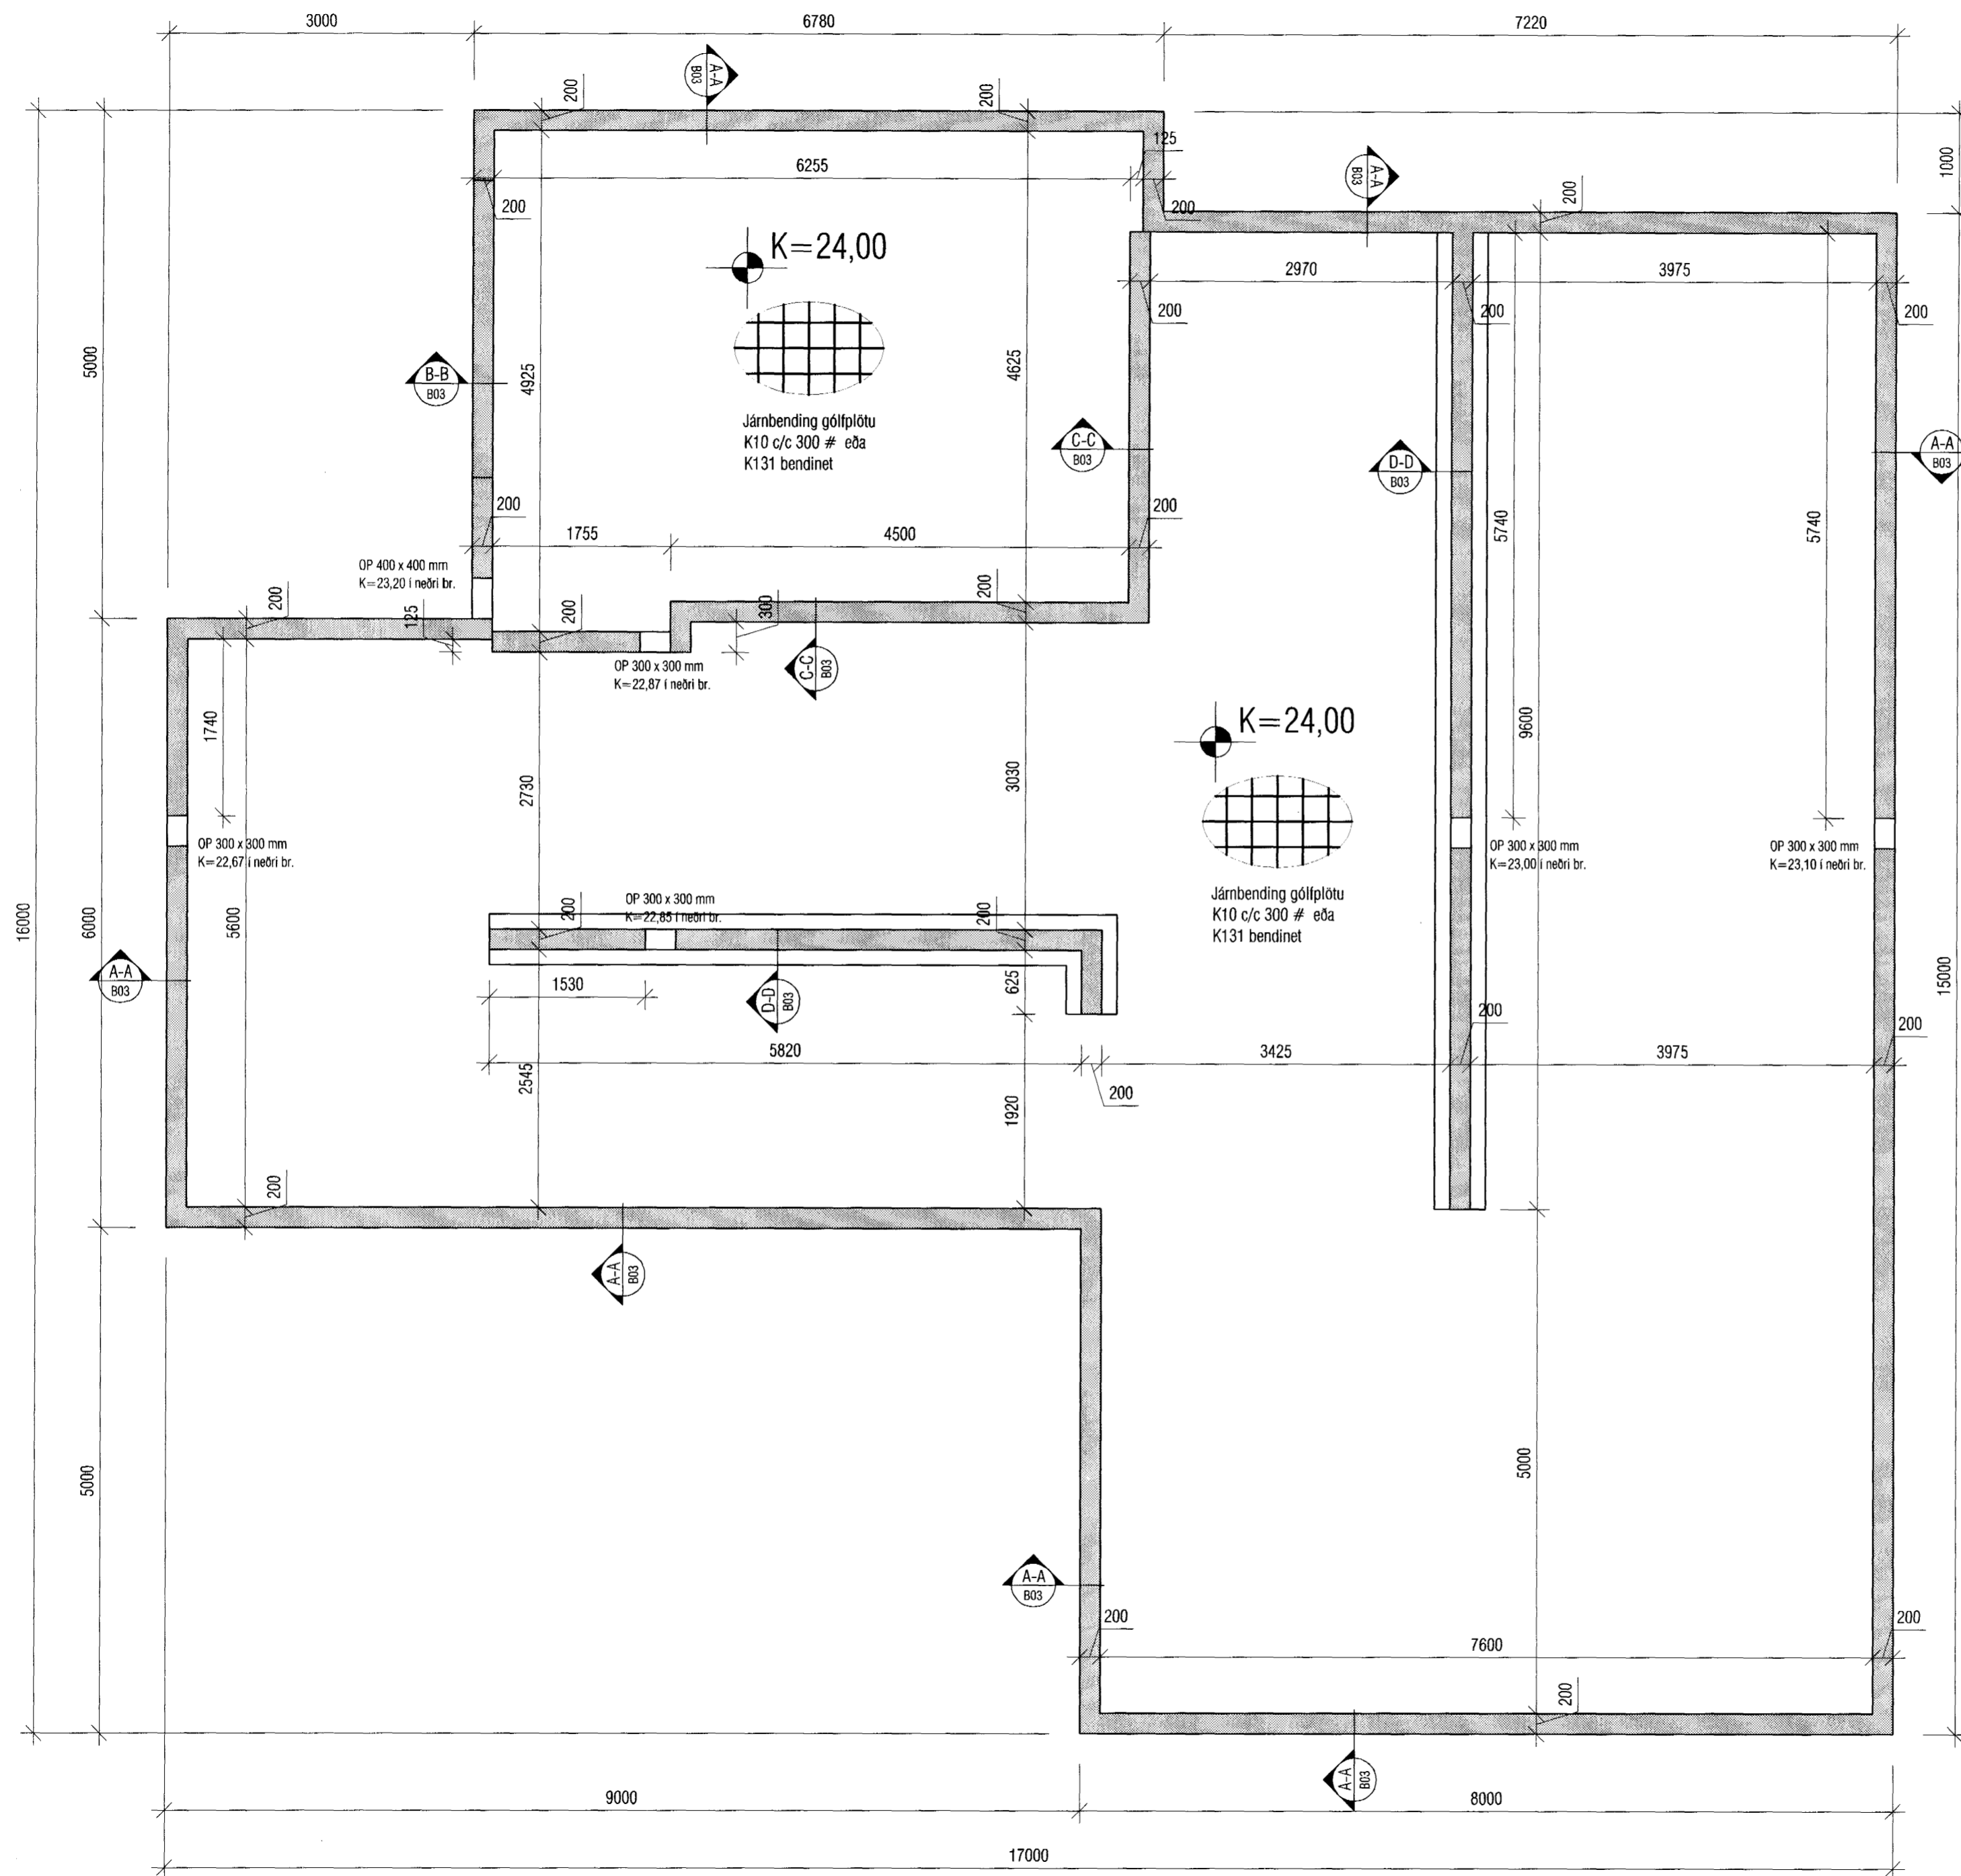 3000
6780
7220
A-A
B03
200
200
125
1000
6255
A-A
B03
200
200
200
K=24,00
2970
3975
200
200
200
5000
B-B
B03
4925
4625
Járnbending gólfplötu
K10 c/c 300 # eða
K131 bendinet
C-C
B03
D-D
B03
A-A
B03
200
1755
4500
200
5740
5740
OP 400 x 400 mm
K=23,20 í neðri br.
200
125
200
300
200
OP 300 x 300 mm
K=22,87 í neðri br.
C-C
B03
1740
K=24,00
9600
2730
3030
OP 300 x 300 mm
K=22,67 í neðri br.
OP 300 x 300 mm
K=23,00 í neðri br.
OP 300 x 300 mm
K=23,10 í neðri br.
OP 300 x 300 mm
K=22,85 í neðri br.
Járnbending gólfplötu
K10 c/c 300 # eða
K131 bendinet
16000
6000
5600
200
200
A-A
B03
1530
D-D
B03
625
15000
200
200
5820
3425
3975
2545
1920
200
200
A-A
B03
5000
5000
A-A
B03
200
200
7600
200
A-A
B03
9000
8000
17000